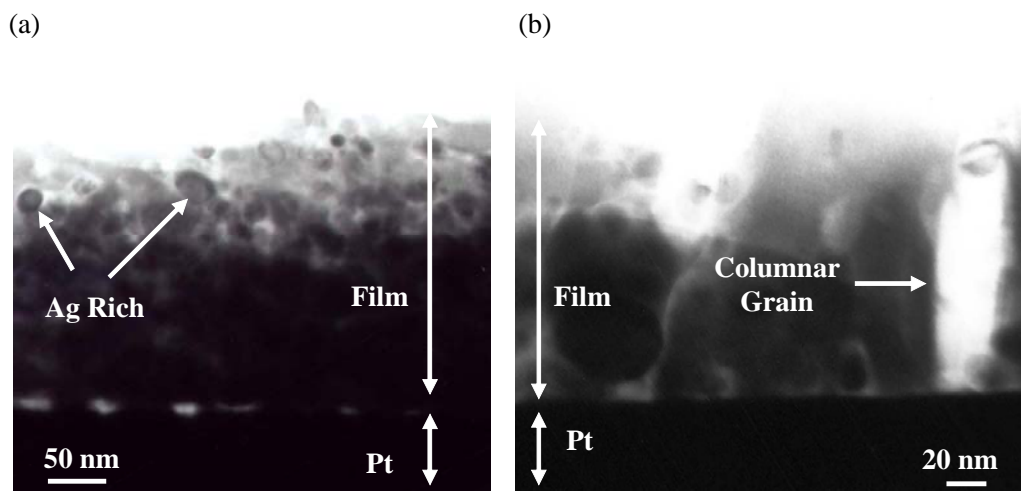 (a)
(b)
Film
Ag Rich
Pt
50 nm
Columnar
Grain
Film
Pt
20 nm